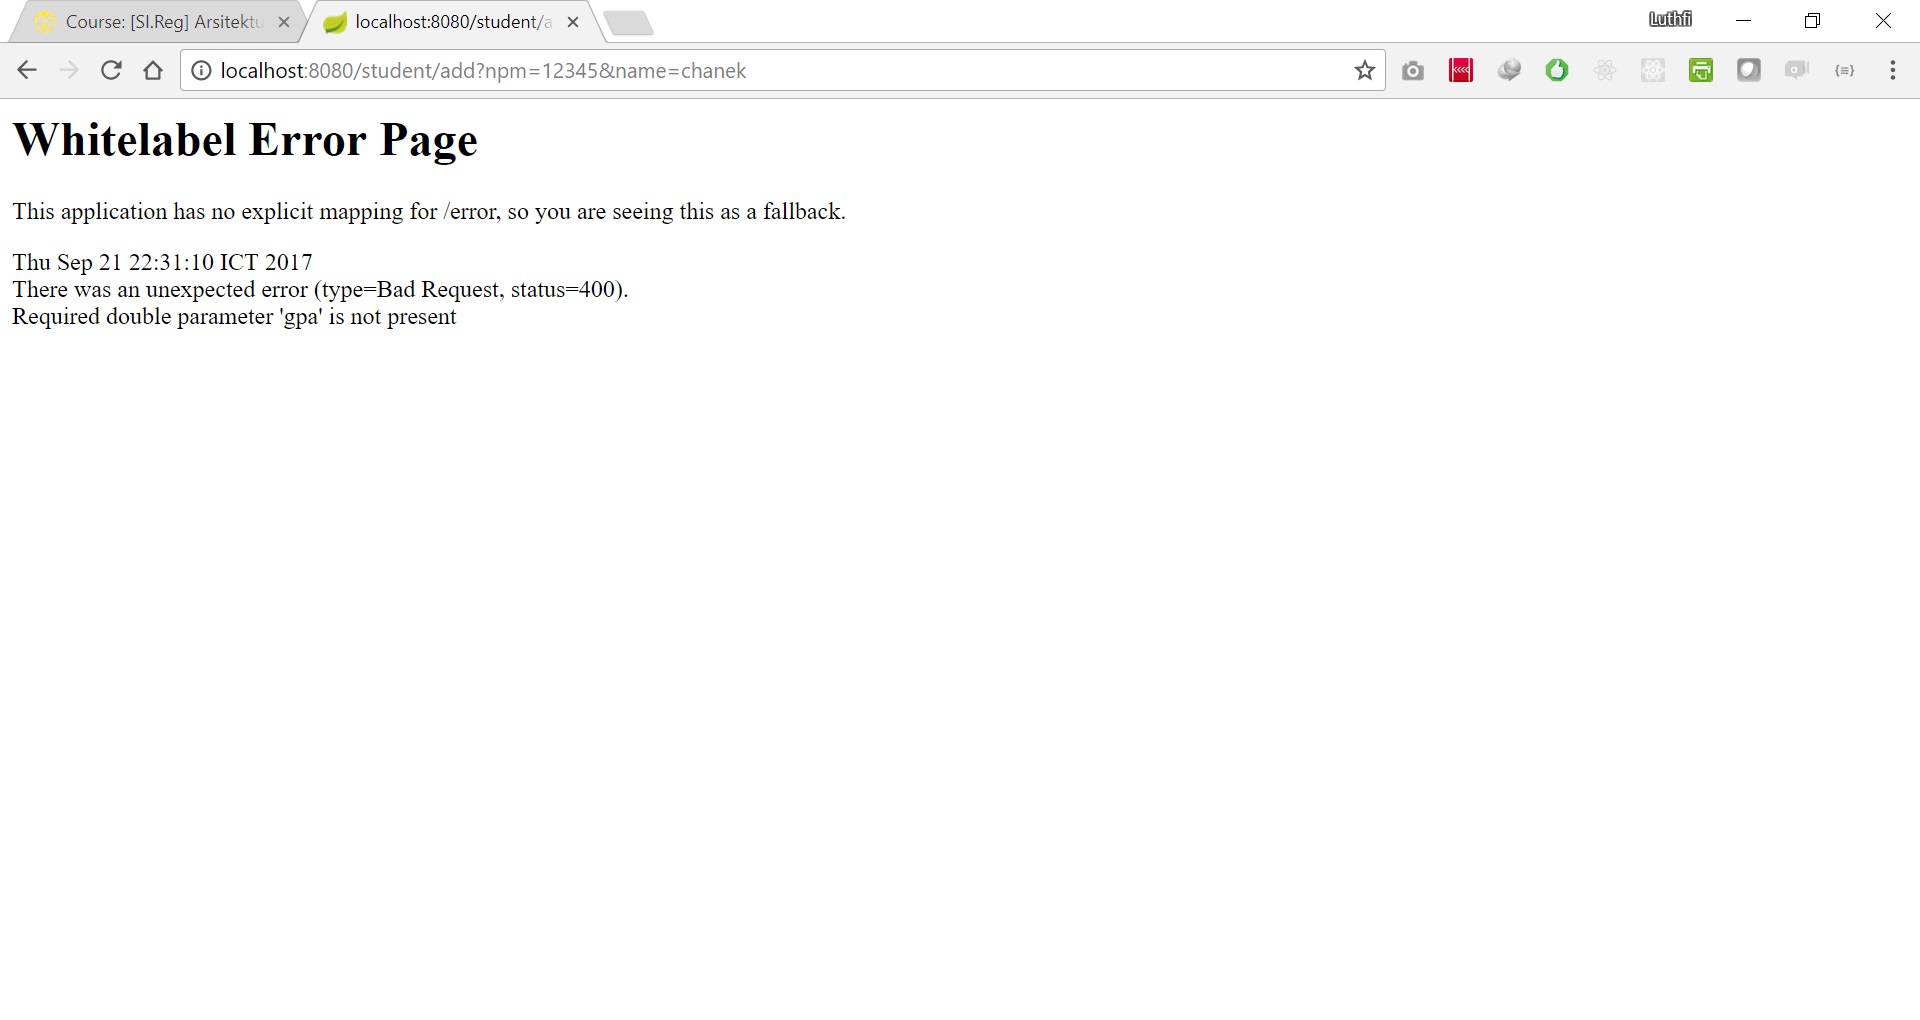 Course: [SI.Reg] Arsitektu
localhost:8080/student/a
Luthfi
localhost:8080/student/add?npm=12345&name=chanek
Whitelabel Error Page
This application has no explicit mapping for /error, so you are seeing this as a fallback.
Thu Sep 21 22:31:10 ICT 2017
There was an unexpected error (type=Bad Request, status=400).
Required double parameter 'gpa' is not present